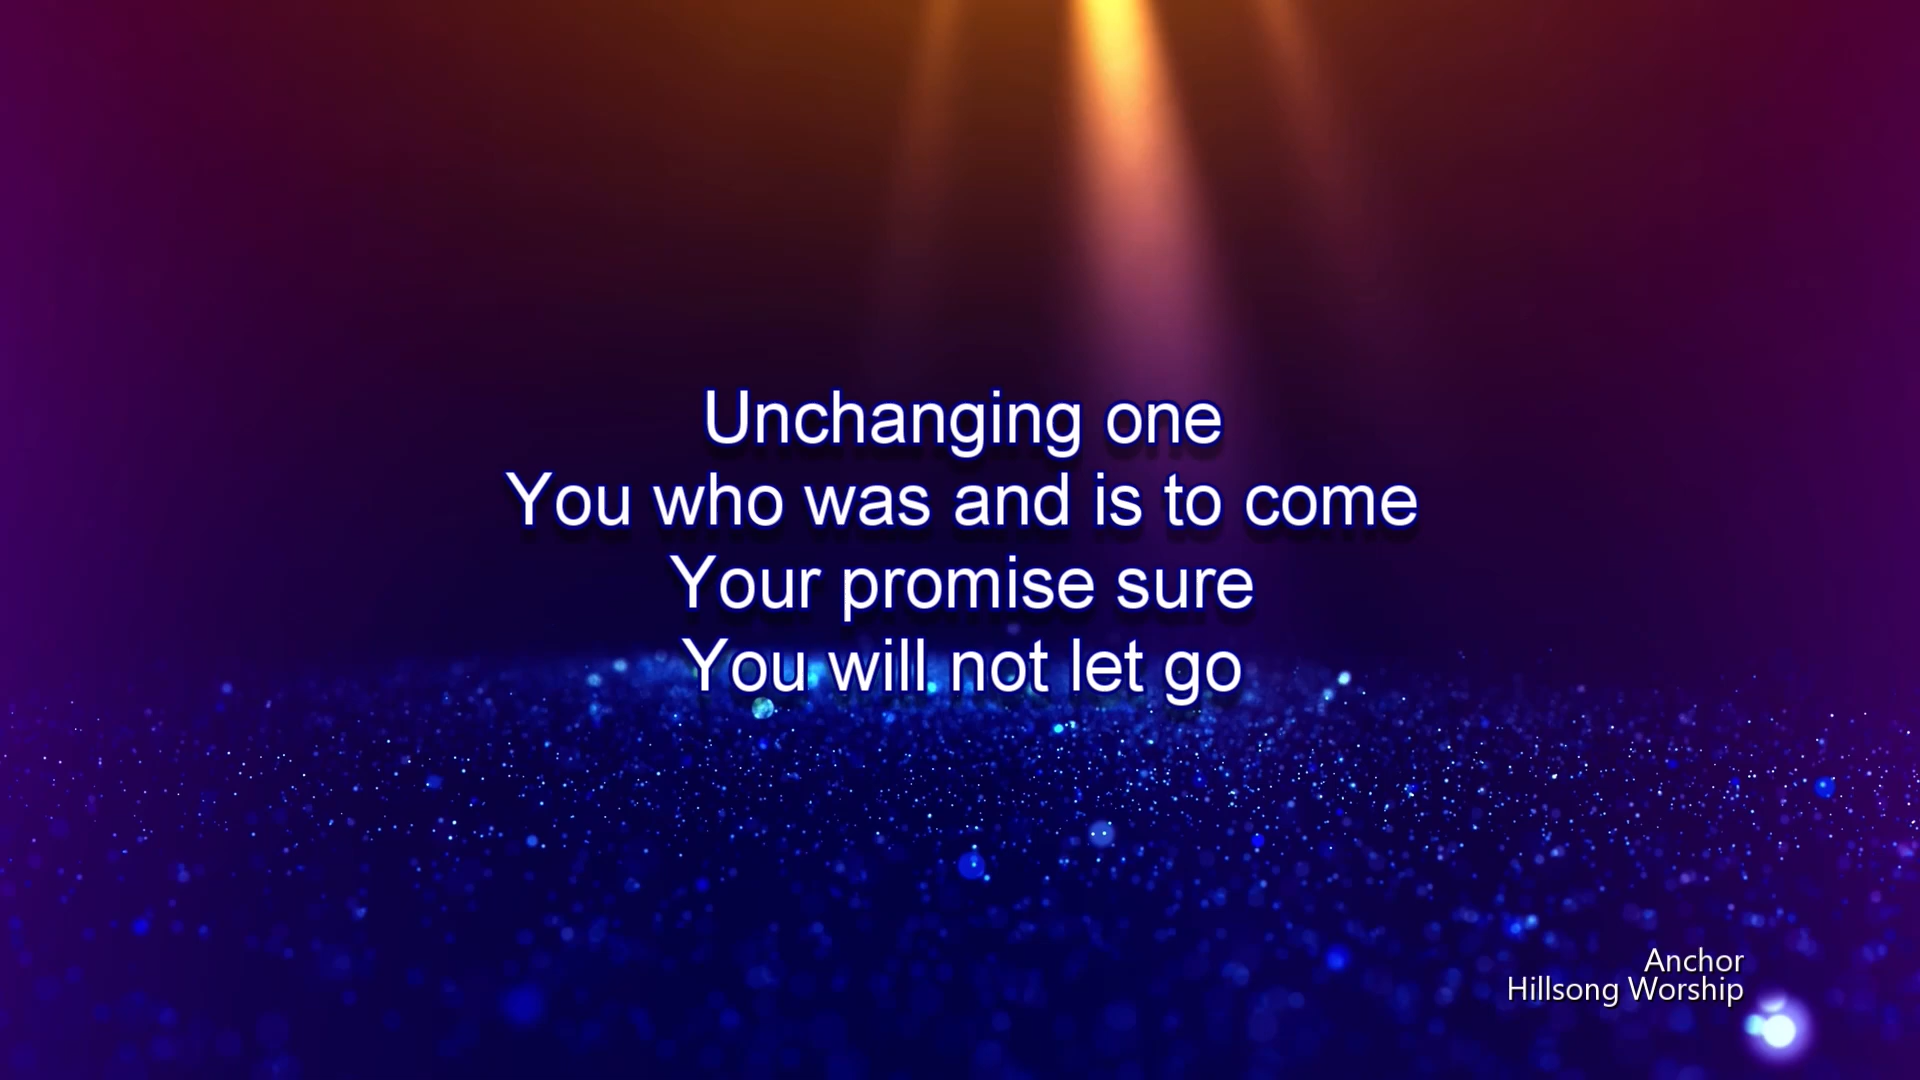 Unchanging one
You who was and is to come
Your promise sure
You will not let go
Anchor
Hillsong Worship